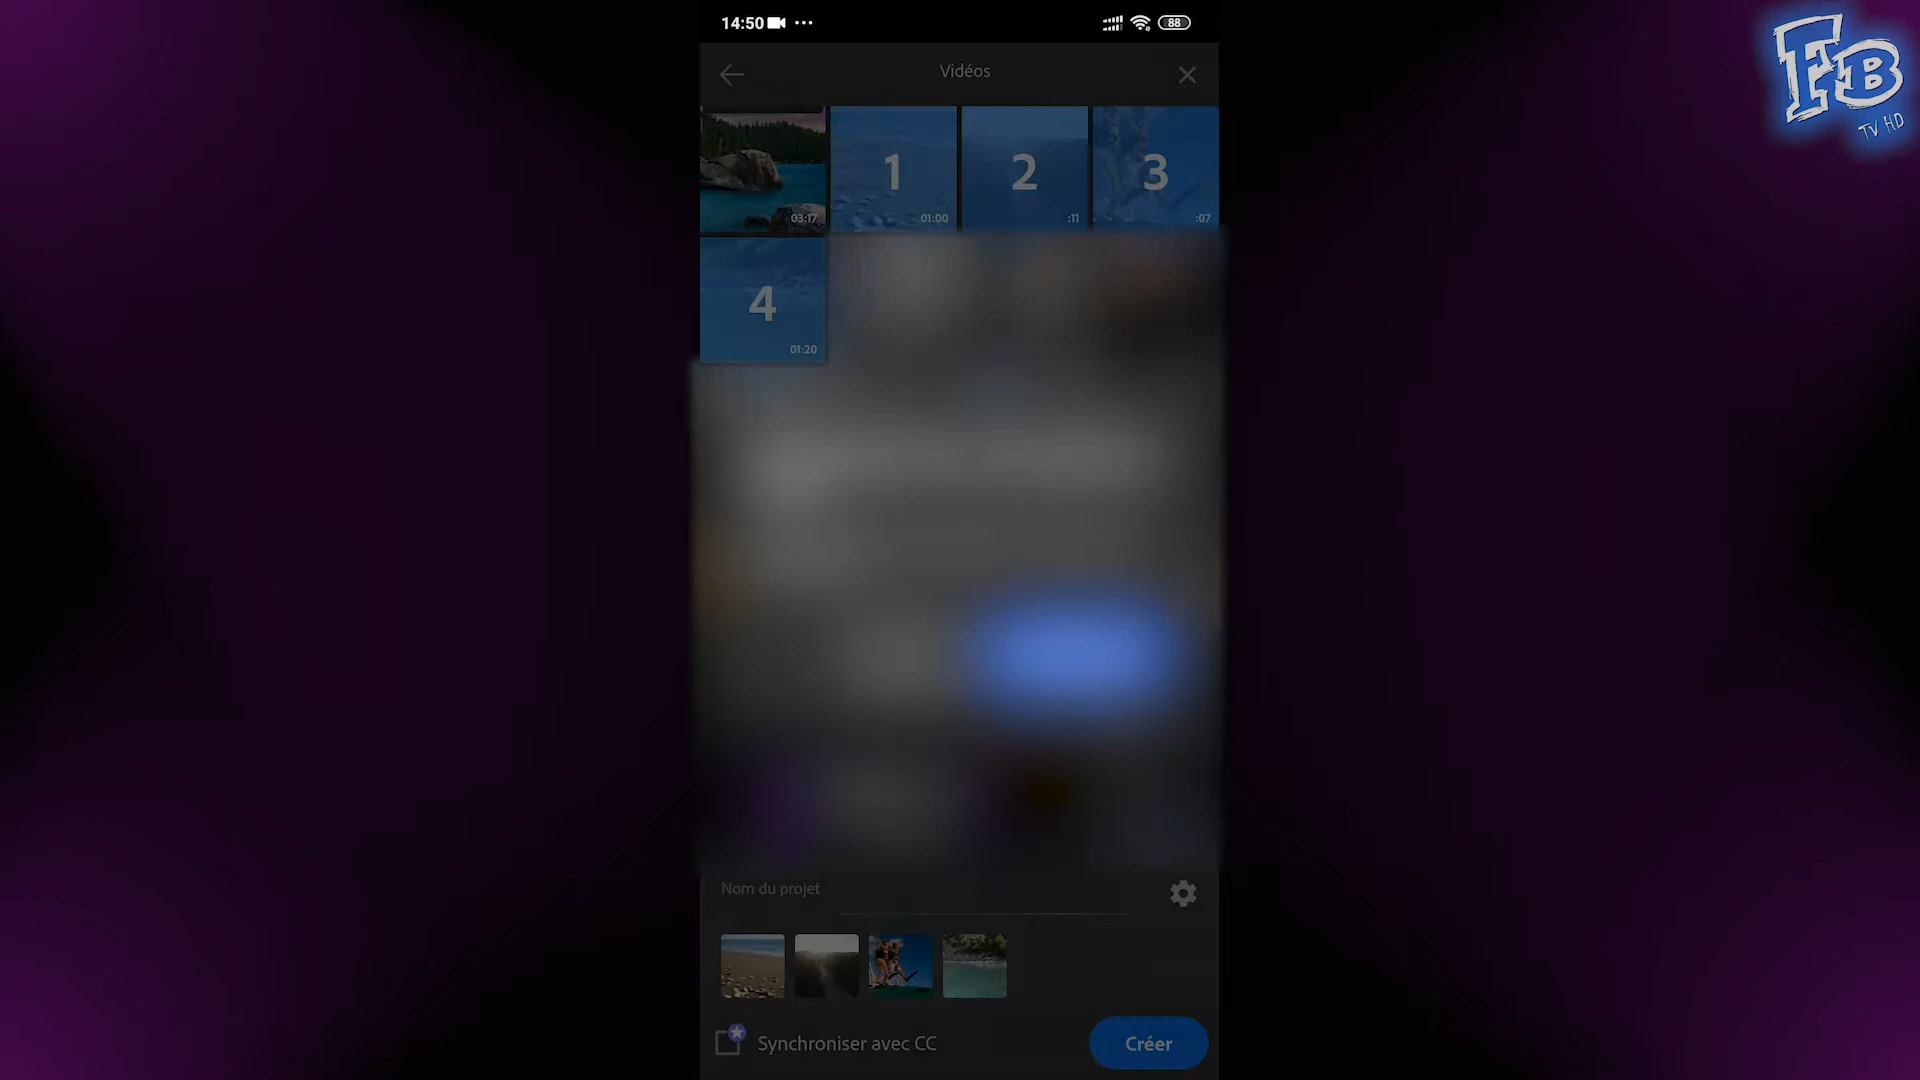 14:50
88
Vidéos
FB
TV HD
03:17
1
01:00
2
:11
3
:07
4
01:20
Nom du projet
Synchroniser avec CC
Créer